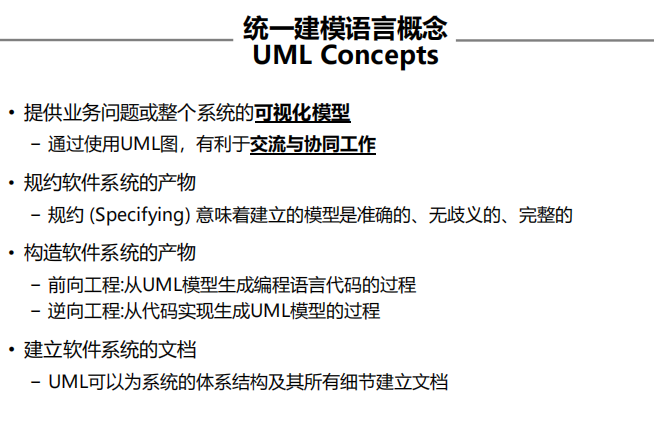 统一建模语言概念
UML Concepts
• 提供业务问题或整个系统的可视化模型
– 通过使用UML图，有利于交流与协同工作
• 规约软件系统的产物
– 规约 (Specifying) 意味着建立的模型是准确的、无歧义的、完整的
• 构造软件系统的产物
– 前向工程:从UML模型生成编程语言代码的过程
– 逆向工程:从代码实现生成UML模型的过程
• 建立软件系统的文档
– UML可以为系统的体系结构及其所有细节建立文档